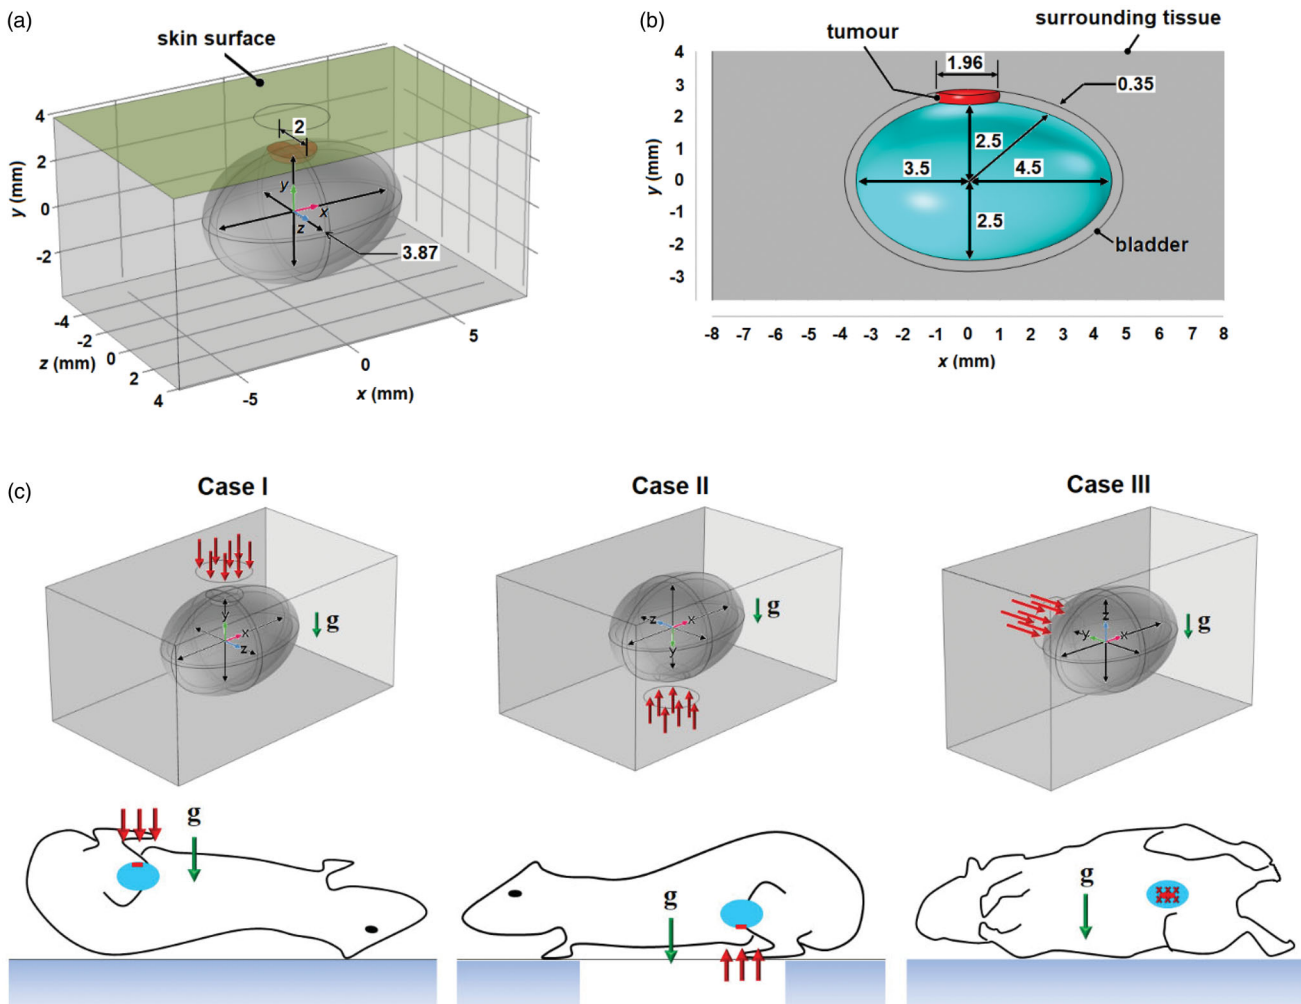 (a)
skin surface
4
2
0
-2
y (mm)
2
y
x
z
3.87
-4
-2
0
2
4
z (mm)
-5
0
5
x (mm)
(b)
surrounding tissue
tumour
1.96
0.35
4
3
2
1
0
-1
-2
-3
y (mm)
2.5
3.5
4.5
2.5
bladder
-8 -7 -6 -5 -4 -3 -2 -1 0 1 2 3 4 5 6 7 8
x (mm)
(c)
Case I
Case II
Case III
y
x
z
g
z
x
y
g
z
y
x
g
g
g
g